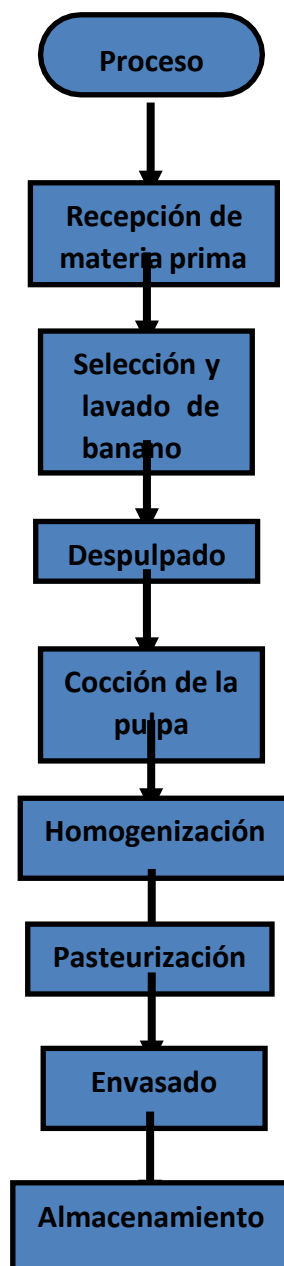 Proceso
Recepción de
materia prima
Selección y
lavado de
banano
Despulpado
Cocción de la
pulpa
Homogenización
Pasteurización
Envasado
Almacenamiento